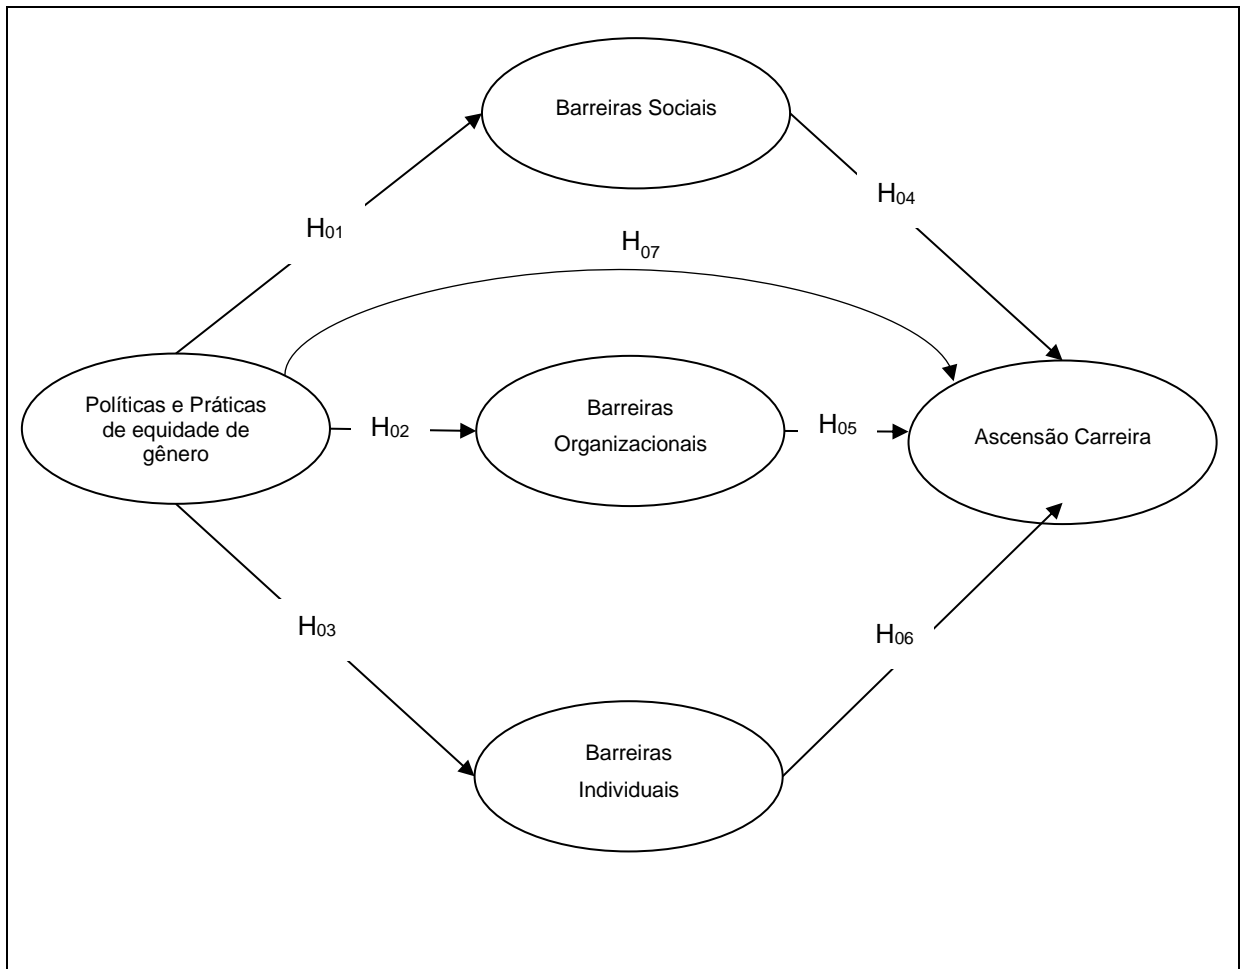 Barreiras Sociais
H04
H01
H07
Políticas e Práticas
de equidade de
gênero
H02
Barreiras
Organizacionais
H05
Ascensão Carreira
H03
H06
Barreiras
Individuais